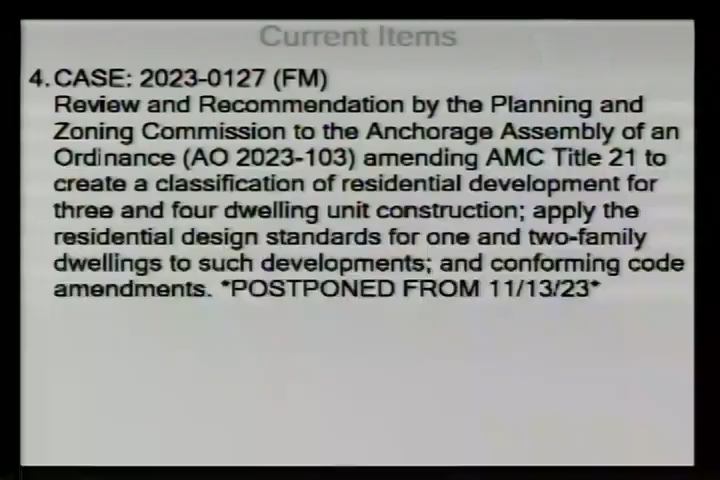 Current Items
4. CASE: 2023-0127 (FM)
Review and Recommendation by the Planning and
Zoning Commission to the Anchorage Assembly of an
Ordinance (AO 2023-103) amending AMC Title 21 to
create a classification of residential development for
three and four dwelling unit construction; apply the
residential design standards for one and two-family
dwellings to such developments; and conforming code
amendments. *POSTPONED FROM 11/13/23*